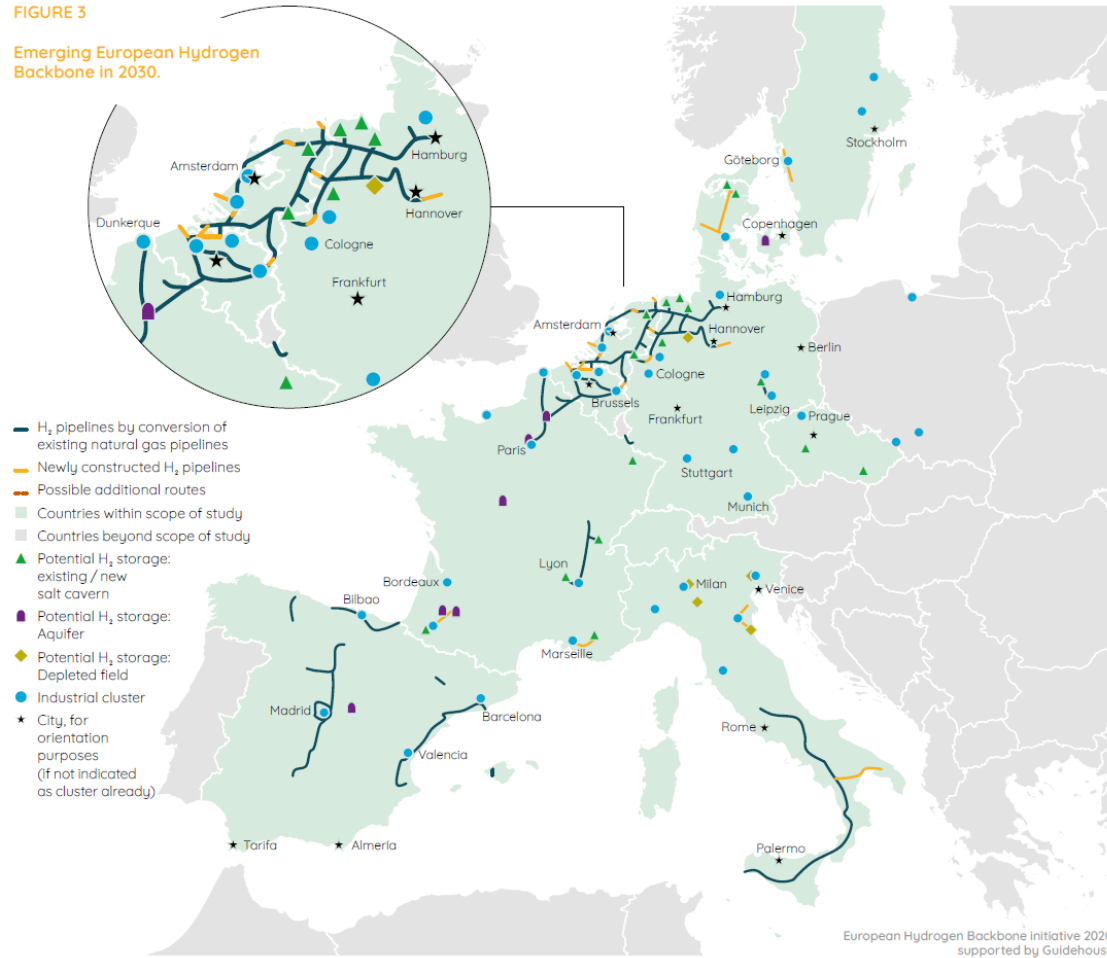 FIGURE 3
Emerging European Hydrogen
Backbone in 2030.
Amsterdam
Hamburg
Hannover
Dunkerque
Cologne
Frankfurt
Stockholm
Göteborg
Copenhagen
Hamburg
Amsterdam
Hannover
Berlin
Cologne
Brussels
Leipzig
Prague
Frankfurt
Paris
Stuttgart
Munich
H₂ pipelines by conversion of
existing natural gas pipelines
Newly constructed H₂ pipelines
Possible additional routes
Countries within scope of study
Countries beyond scope of study
Potential H₂ storage:
existing / new
salt cavern
Potential H₂ storage:
Aquifer
Potential H₂ storage:
Depleted field
Industrial cluster
City, for
orientation
purposes
(if not indicated
as cluster already)
Lyon
Bordeaux
Bilbao
Milan
Venice
Marseille
Madrid
Barcelona
Valencia
Rome
Tarifa
Almeria
Palermo
European Hydrogen Backbone initiative 2020
supported by Guidehous